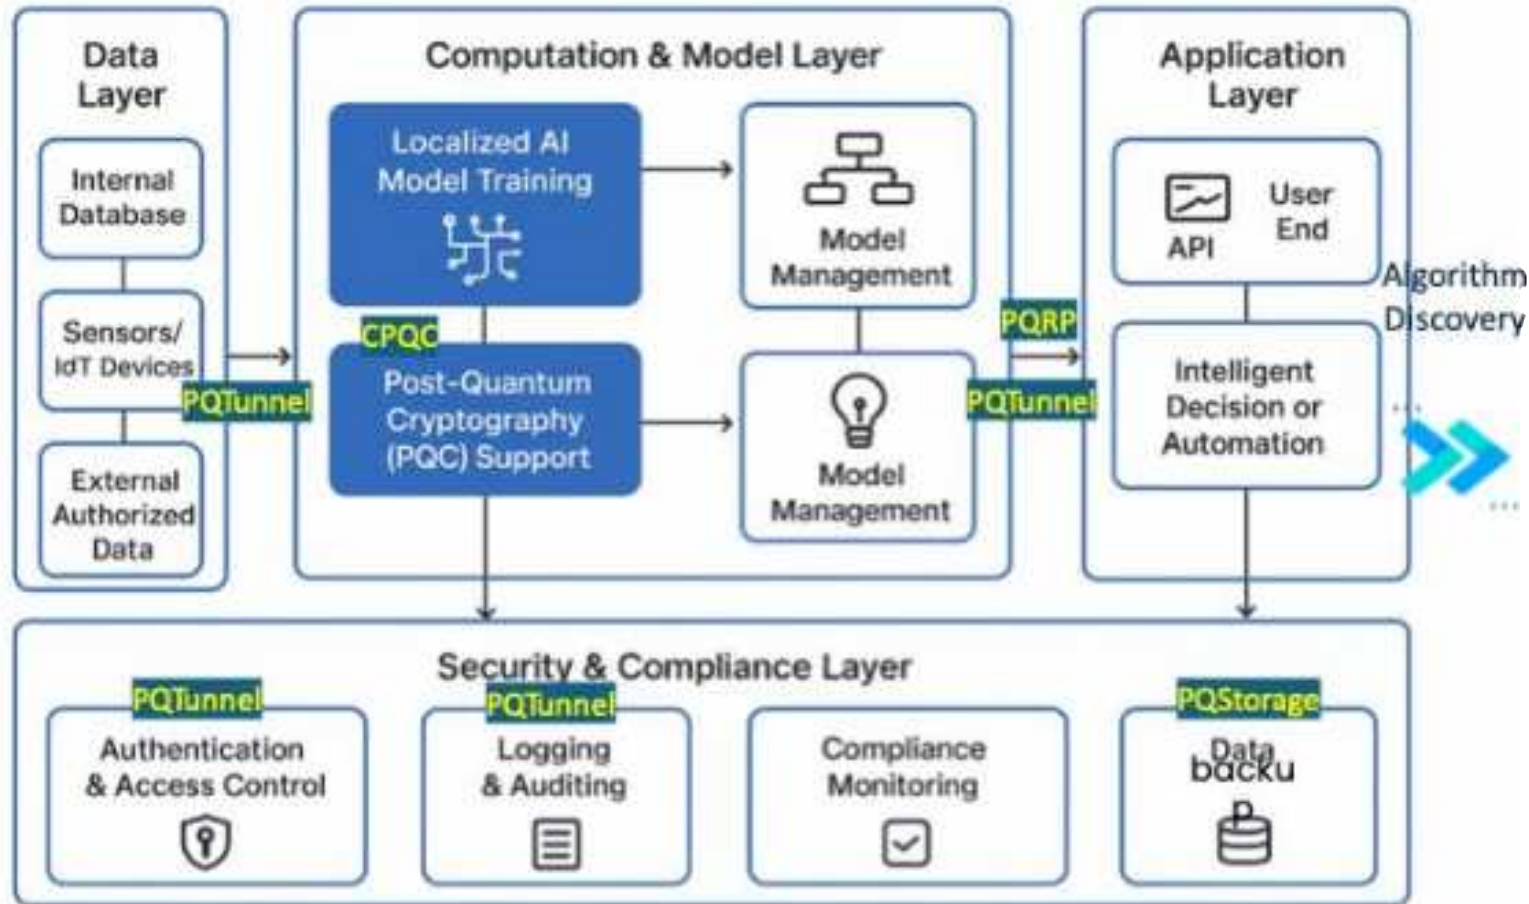 Data
Layer
Internal
Database
Sensors/
IdT Devices
External
Authorized
Data
PQTunnel
Computation & Model Layer
Localized AI
Model Training
CPQC
Post-Quantum
Cryptography
(PQC) Support
Model
Management
Model
Management
PQRP
PQTunnel
Application
Layer
API
User
End
Intelligent
Decision or
Automation
Algorithm
Discovery
...
...
Security & Compliance Layer
PQTunnel
Authentication
& Access Control
PQTunnel
Logging
& Auditing
Compliance
Monitoring
PQStorage
Data
backu
p